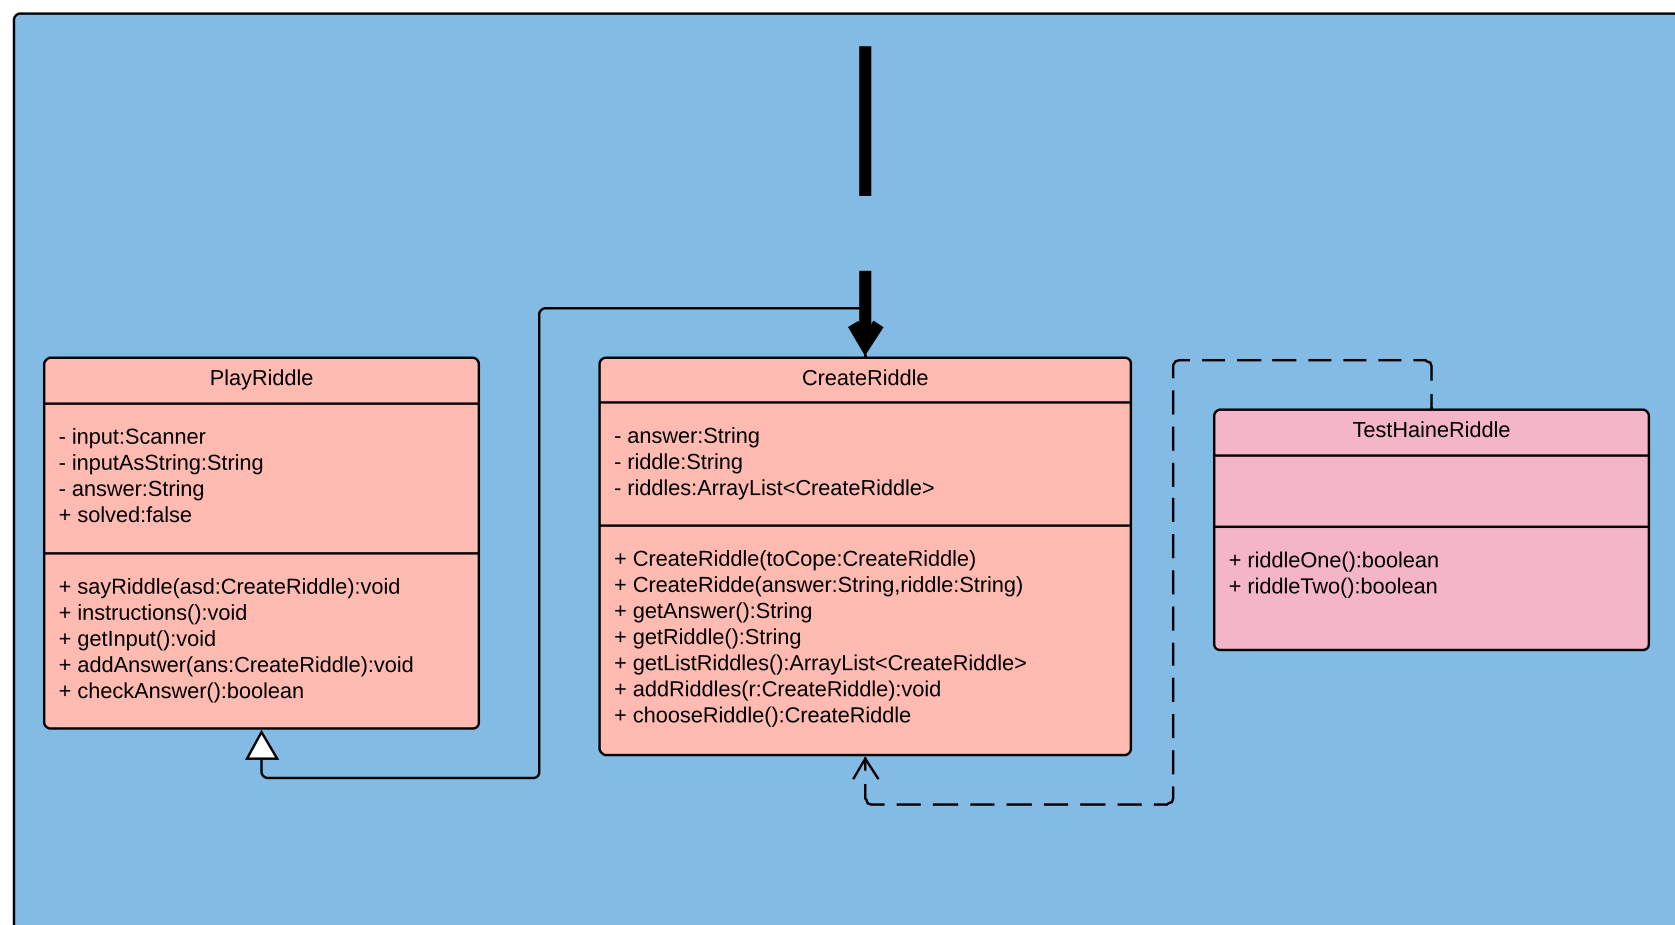 PlayRiddle
- input:Scanner
- inputAsString:String
- answer:String
+ solved:false
+ sayRiddle(asd:CreateRiddle):void
+ instructions():void
+ getInput():void
+ addAnswer(ans:CreateRiddle):void
+ checkAnswer():boolean
CreateRiddle
- answer:String
- riddle:String
- riddles:ArrayList<CreateRiddle>
+ CreateRiddle(toCope:CreateRiddle)
+ CreateRidde(answer:String,riddle:String)
+ getAnswer():String
+ getRiddle():String
+ getListRiddles():ArrayList<CreateRiddle>
+ addRiddles(r:CreateRiddle):void
+ chooseRiddle():CreateRiddle
TestHaineRiddle
+ riddleOne():boolean
+ riddleTwo():boolean